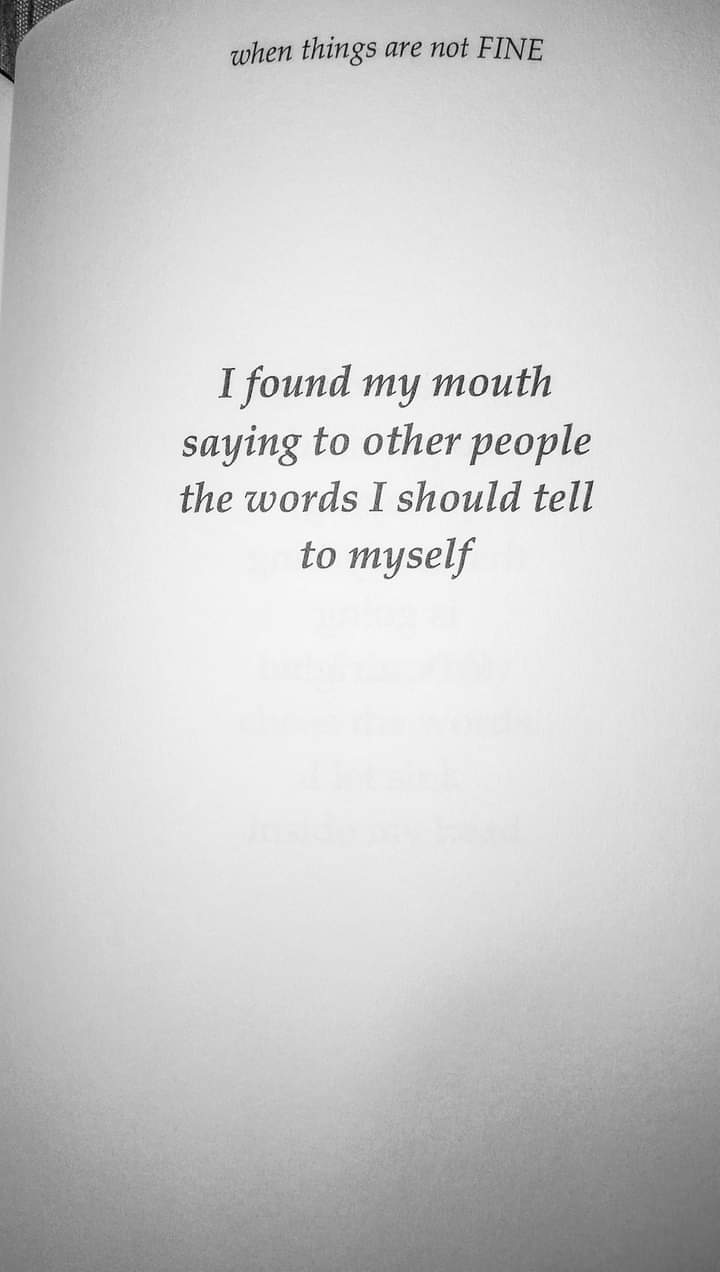 when things are not FINE
I found my mouth
saying to other people
the words I should tell
to myself